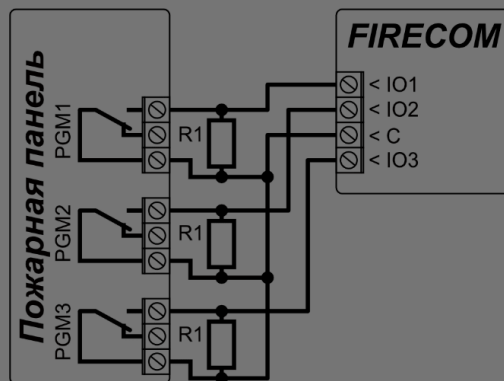 Пожарная панель
PGM1
R1
PGM2
R1
PGM3
R1
FIRECOM
< IO1
< IO2
< C
< IO3